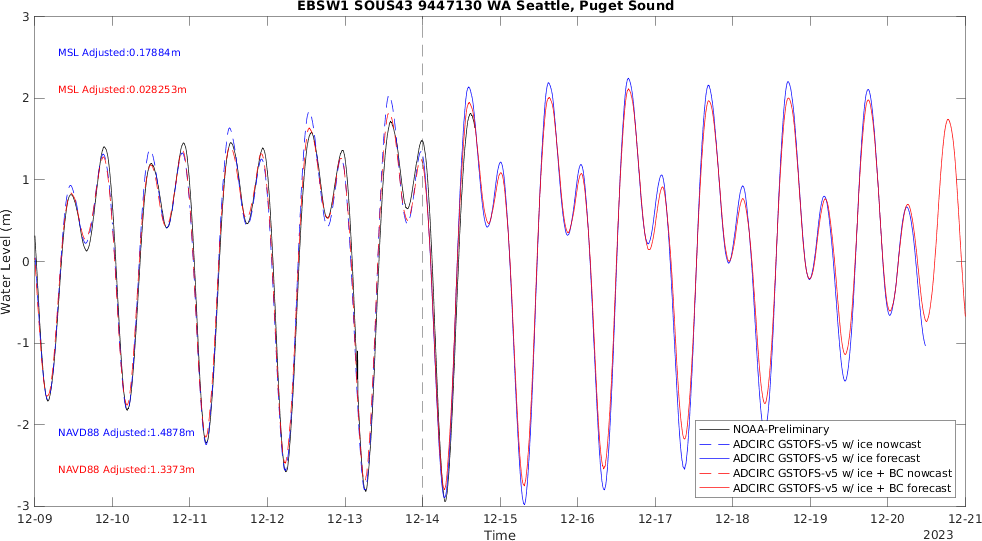 EBSW1 SOUS43 9447130 WA Seattle, Puget Sound
3
2
1
0
-1
-2
-3
Water Level (m)
MSL Adjusted:0.17884m
MSL Adjusted:0.028253m
NAVD88 Adjusted:1.4878m
NAVD88 Adjusted:1.3373m
NOAA-Preliminary
ADCIRC GSTOFS-v5 w/ ice nowcast
ADCIRC GSTOFS-v5 w/ ice forecast
ADCIRC GSTOFS-v5 w/ ice + BC nowcast
ADCIRC GSTOFS-v5 w/ ice + BC forecast
12-09 12-10 12-11 12-12 12-13 12-14 12-15 12-16 12-17 12-18 12-19 12-20 12-21
Time
2023